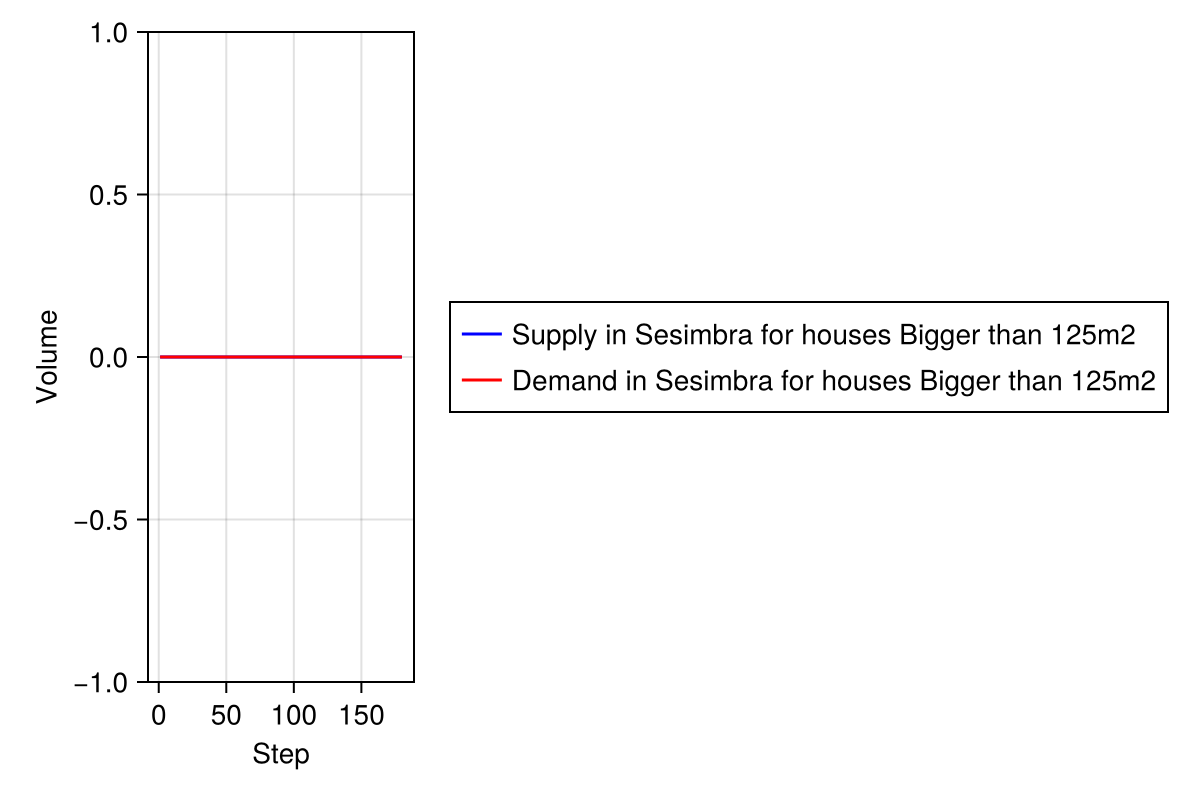 1.0
0.5
0.0
−0.5
−1.0
Volume
0 50 100 150
Step
Supply in Sesimbra for houses Bigger than 125m2
Demand in Sesimbra for houses Bigger than 125m2